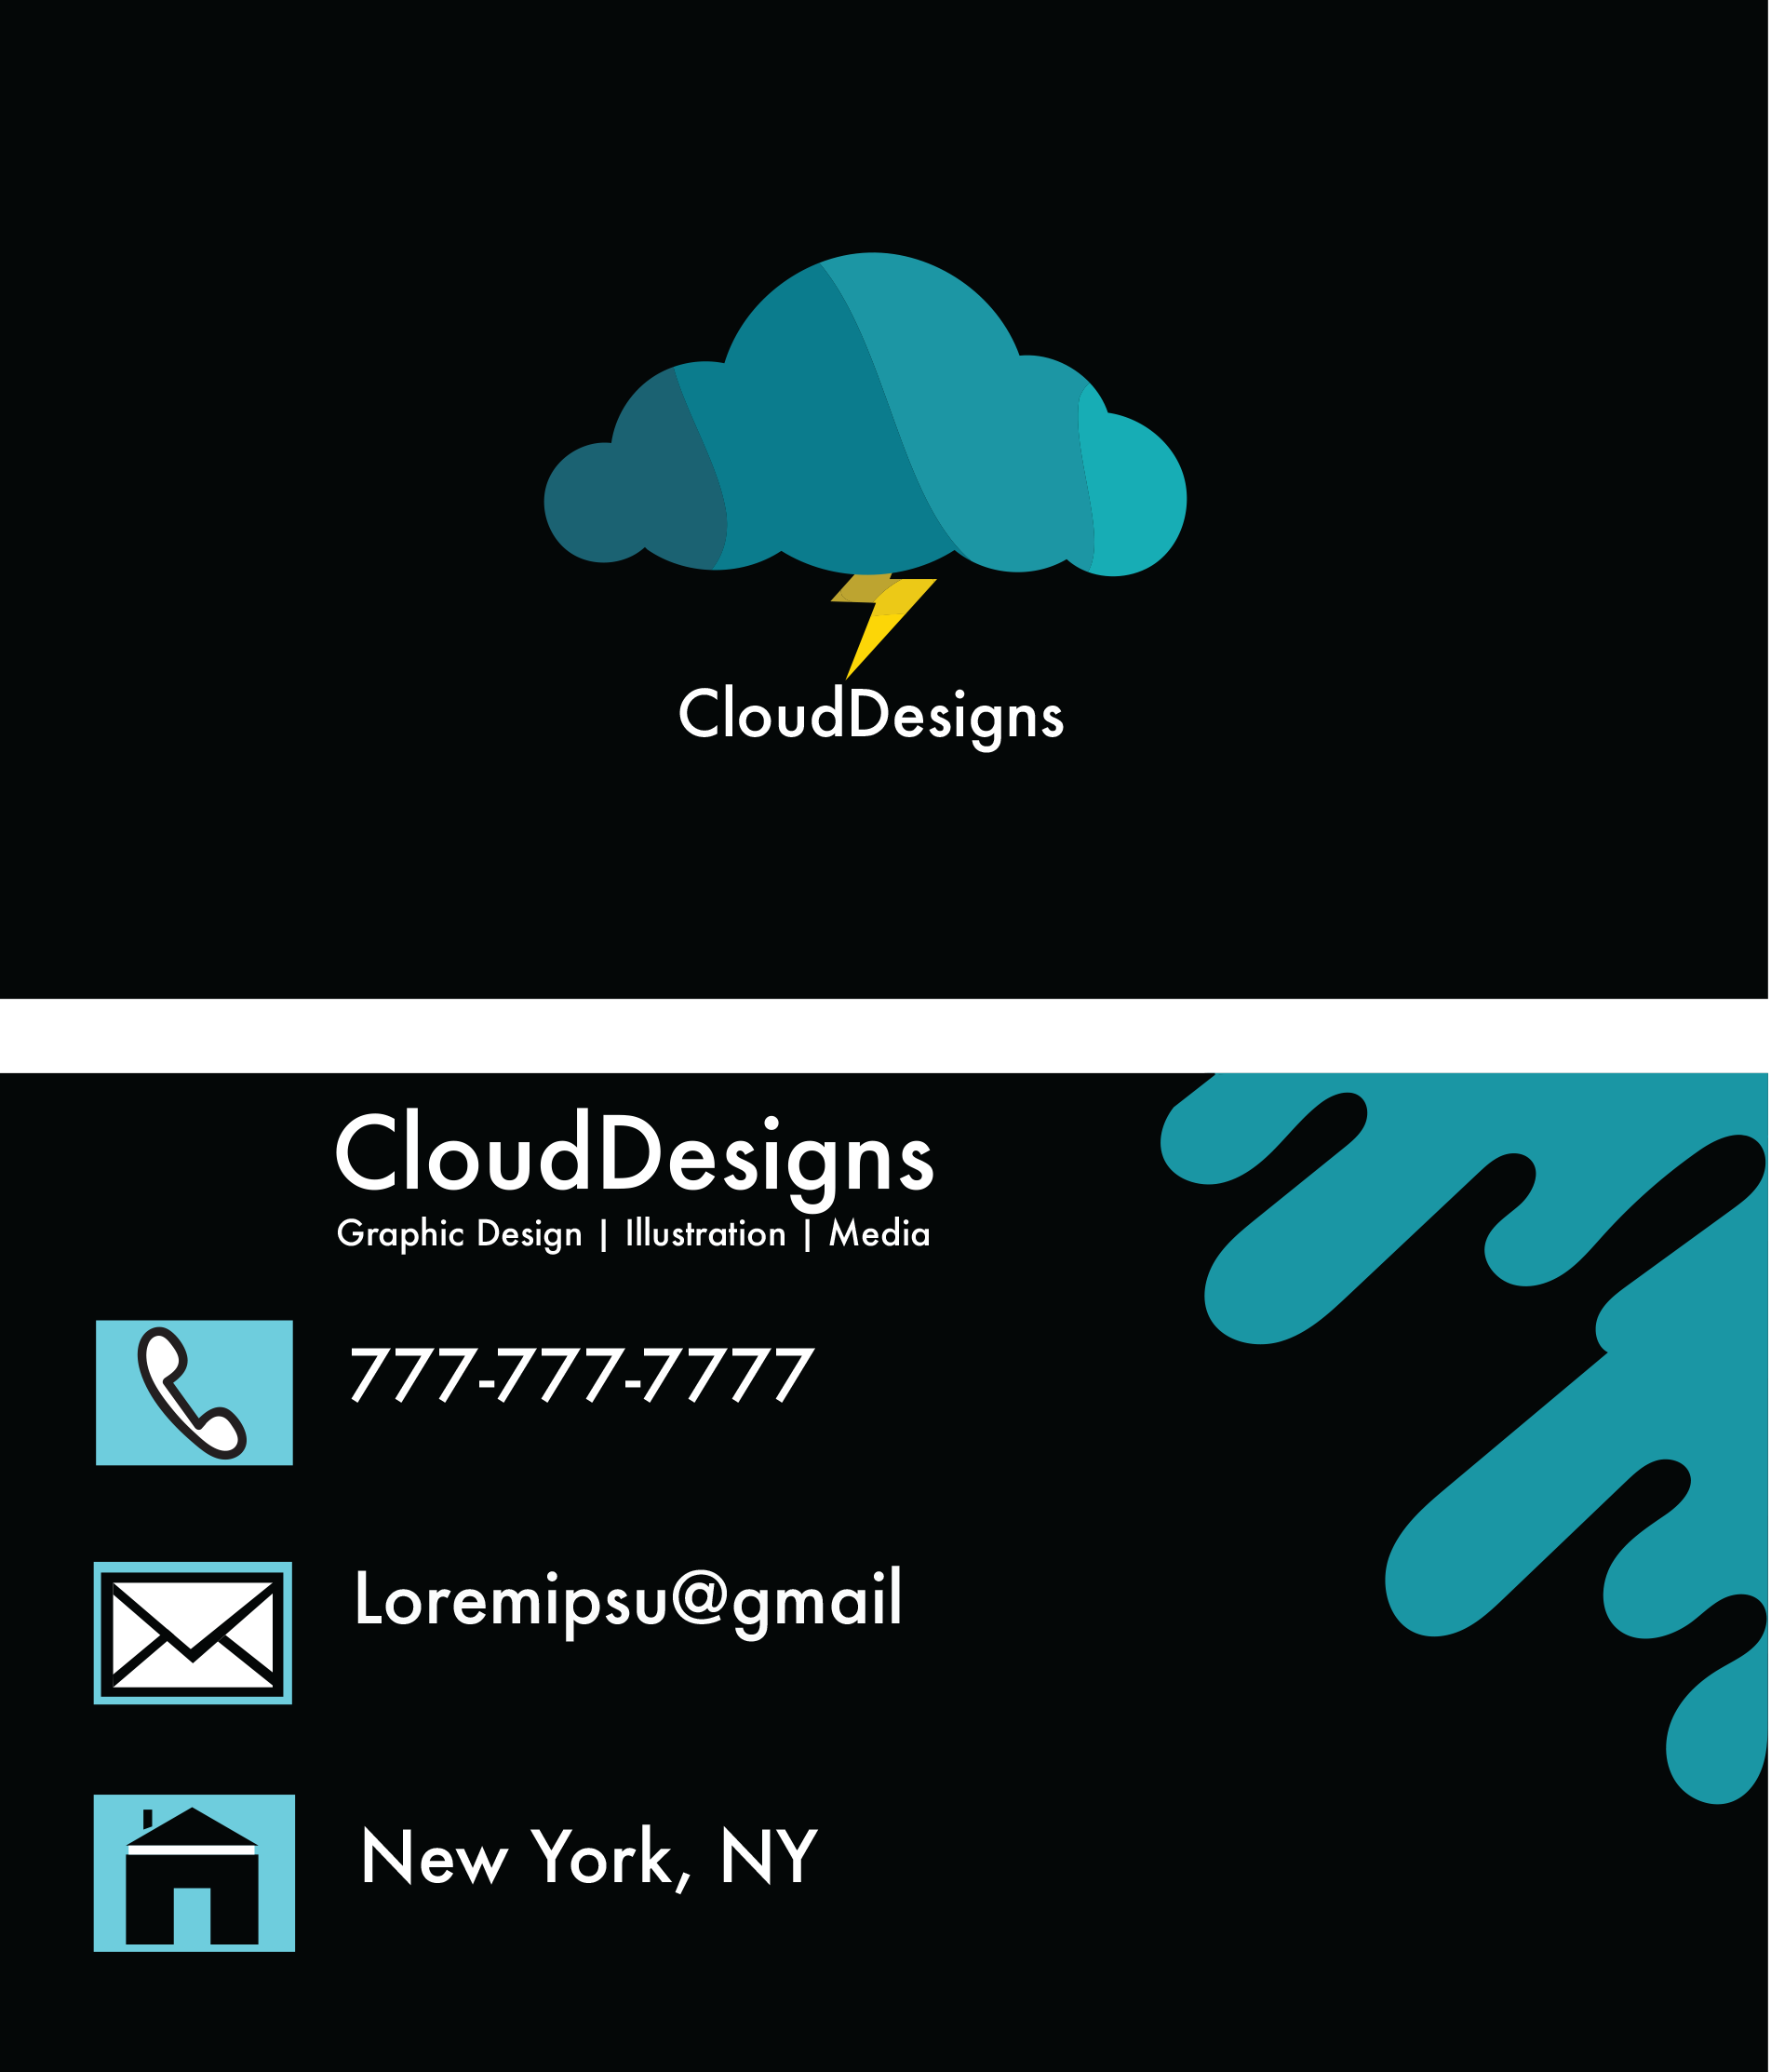 CloudDesigns
CloudDesigns
Graphic Design | Illustration | Media
777-777-7777
Loremipsu@gmail
New York, NY